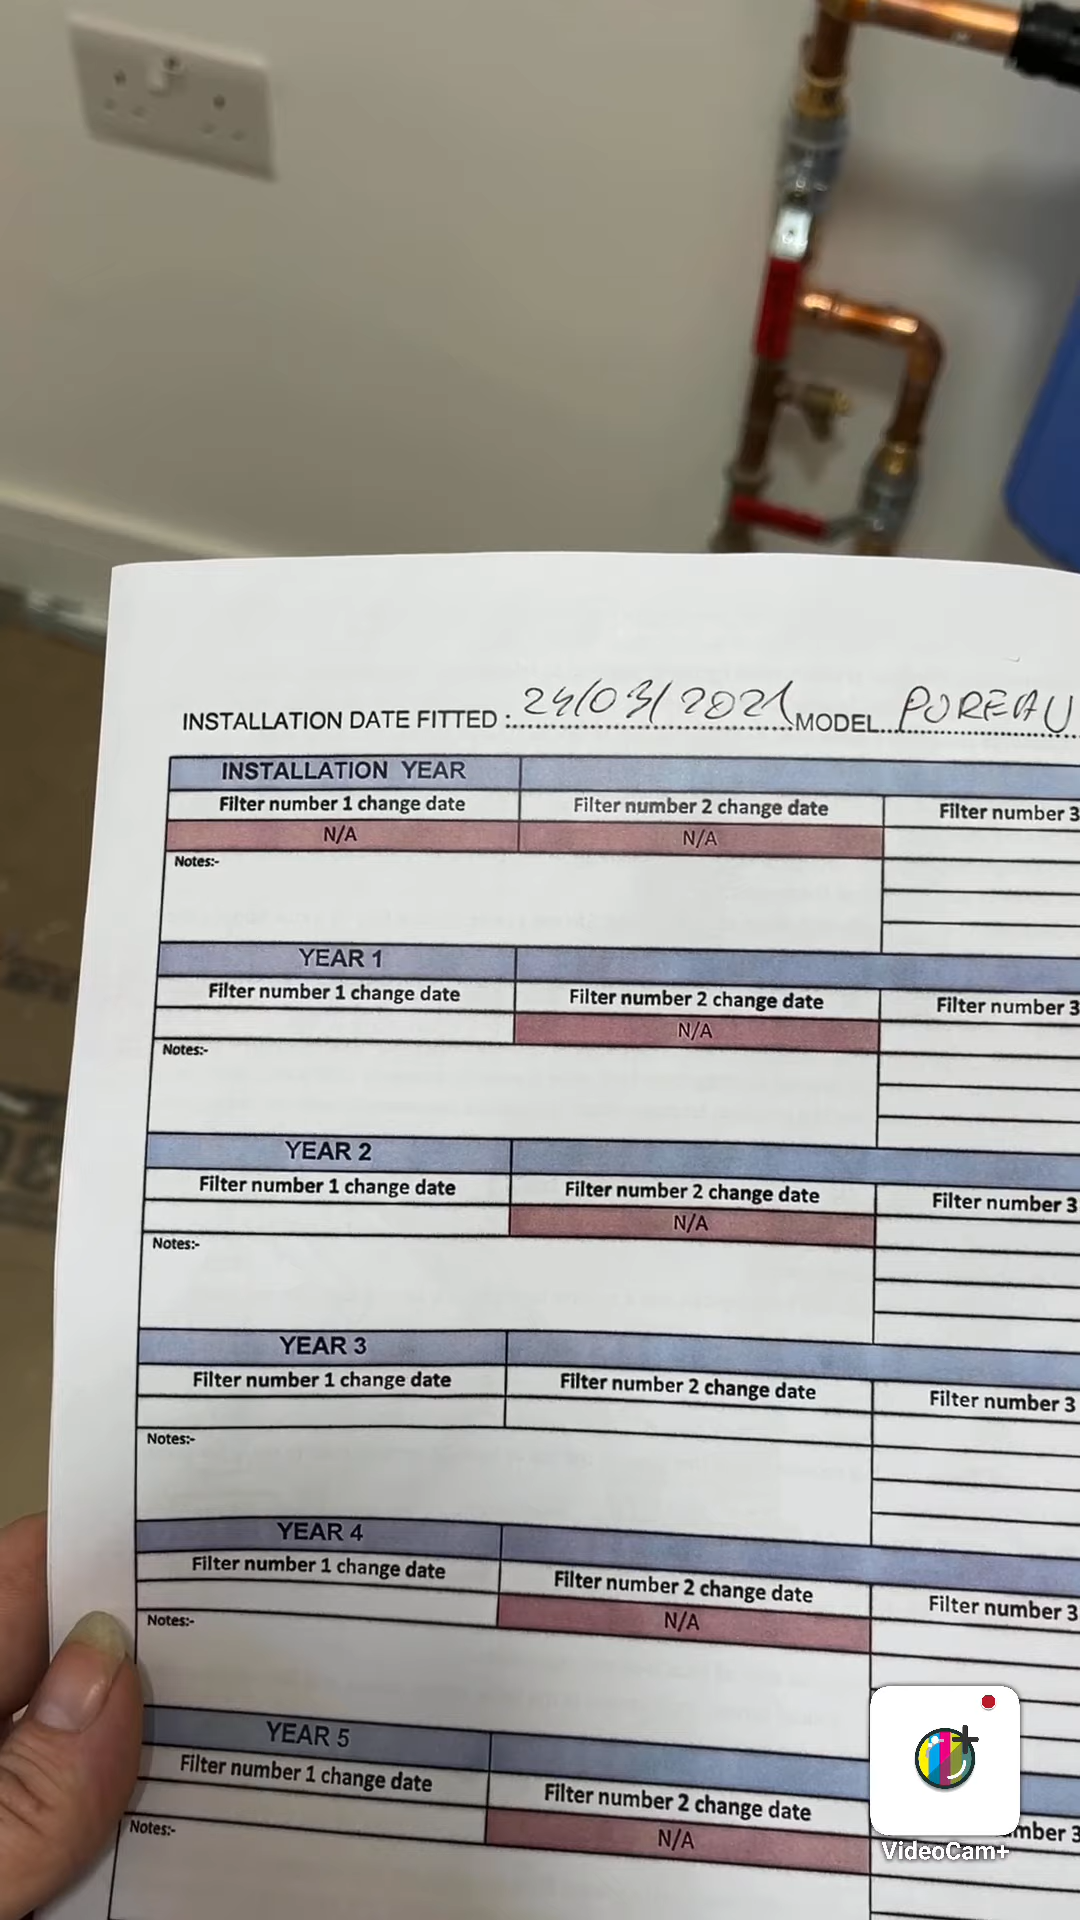 INSTALLATION DATE FITTED :........ 24/03/2021 MODEL....
INSTALLATION YEAR
Filter number 1 change date Filter number 2 change date Filter number 3
N/A N/A
Notes:-
YEAR 1
Filter number 1 change date Filter number 2 change date Filter number 3
N/A
Notes:-
YEAR 2
Filter number 1 change date Filter number 2 change date Filter number 3
N/A
Notes:-
YEAR 3
Filter number 1 change date Filter number 2 change date Filter number 3
Notes:-
YEAR 4
Filter number 1 change date Filter number 2 change date Filter number 3
N/A
Notes:-
YEAR 5
Filter number 1 change date Filter number 2 change date mber 3
N/A
Notes:-
VideoCam+